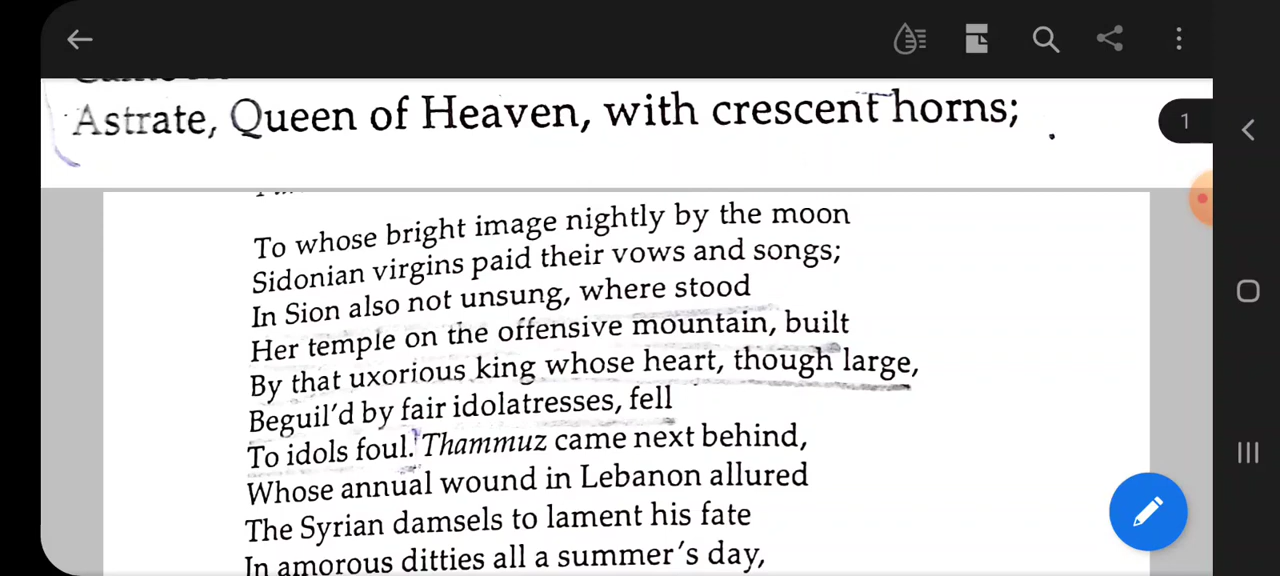 Astrate, Queen of Heaven, with crescent horns;
1
To whose bright image nightly by the moon
Sidonian virgins paid their vows and songs;
In Sion also not unsung, where stood
Her temple on the offensive mountain, built
By that uxorious king whose heart, though large,
Beguil'd by fair idolatresses, fell
To idols foul. Thammuz came next behind,
Whose annual wound in Lebanon allured
The Syrian damsels to lament his fate
In amorous ditties all a summer's day,